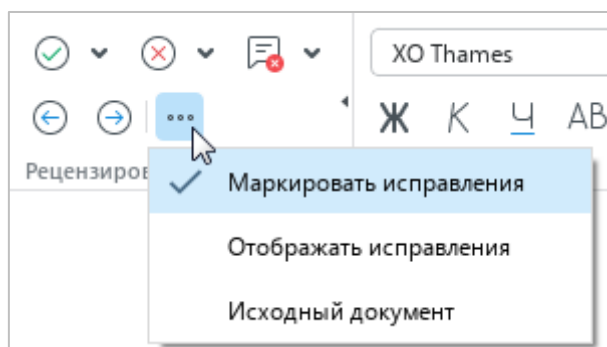 XO Thames
Ж К Ч АВ
Рецензиров
Маркировать исправления
Отображать исправления
Исходный документ